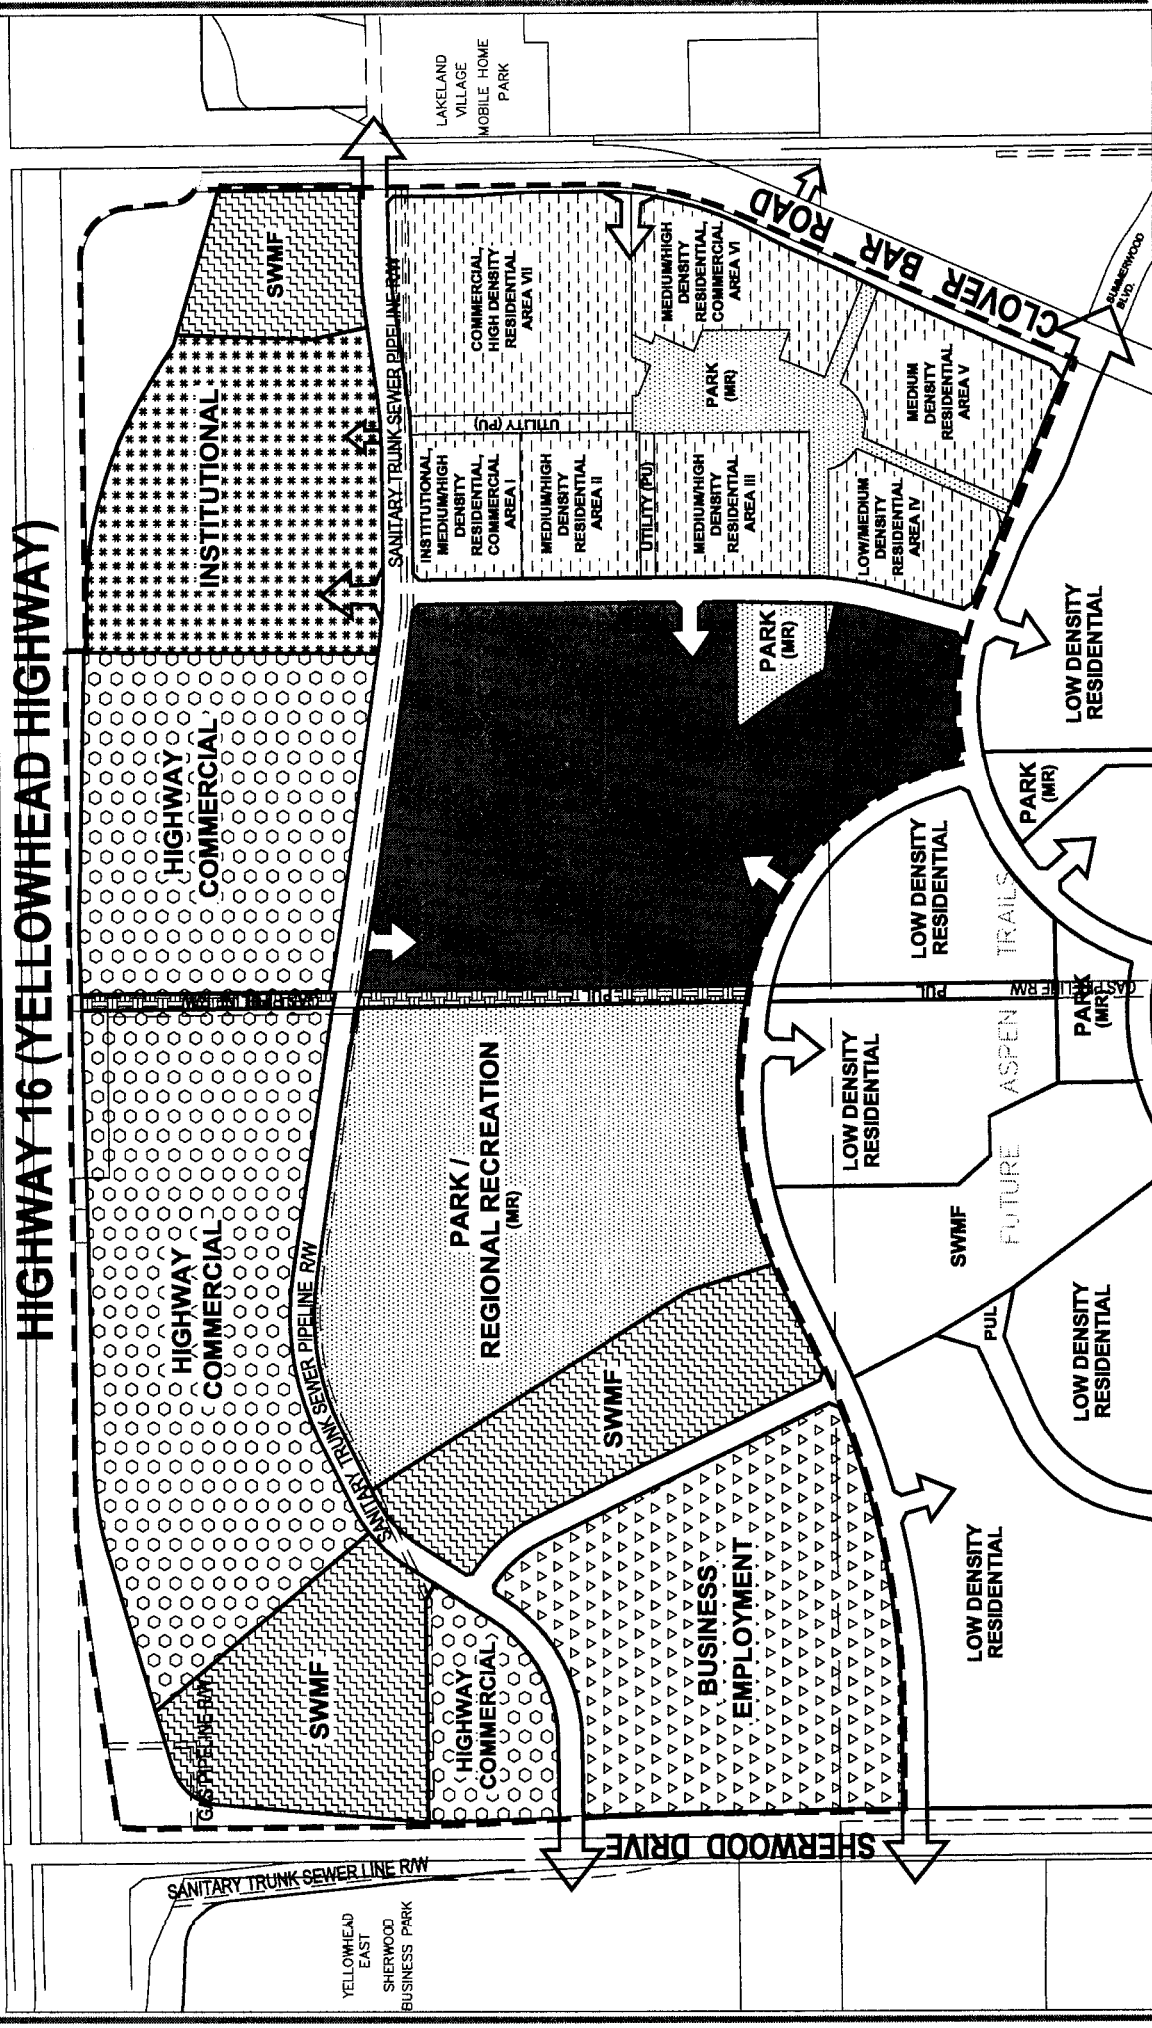 HIGHWAY 16 (YELLOWHEAD HIGHWAY)
YELLOWHEAD
EAST
SHERWOOD
BUSINESS PARK
SANITARY TRUNK SEWER LINE R/W
SHERWOOD DRIVE
GAS PIPELINE R/W
SWMF
HIGHWAY
COMMERCIAL
BUSINESS
EMPLOYMENT
HIGHWAY
COMMERCIAL
SANITARY TRUNK SEWER PIPELINE R/W
SWMF
PARK /
REGIONAL RECREATION
(MR)
PUL
HIGHWAY
COMMERCIAL
INSTITUTIONAL
SWMF
SANITARY TRUNK SEWER PIPELINE R/W
PARK
(MR)
INSTITUTIONAL,
MEDIUM/HIGH
DENSITY
RESIDENTIAL,
COMMERCIAL
AREA I
MEDIUM/HIGH
DENSITY
RESIDENTIAL
AREA II
UTILITY (PU)
MEDIUM/HIGH
DENSITY
RESIDENTIAL
AREA III
LOW/MEDIUM
DENSITY
RESIDENTIAL
AREA IV
UTILITY (PU)
COMMERCIAL,
HIGH DENSITY
RESIDENTIAL
AREA VII
PARK
(MR)
MEDIUM/HIGH
DENSITY
RESIDENTIAL,
COMMERCIAL
AREA VI
MEDIUM
DENSITY
RESIDENTIAL
AREA V
CLOVER BAR ROAD
LAKELAND
VILLAGE
MOBILE HOME
PARK
SUMMERWOOD
BLVD.
LOW DENSITY
RESIDENTIAL
LOW DENSITY
RESIDENTIAL
PUL
SWMF
FUTURE ASPEN TRAILS
LOW DENSITY
RESIDENTIAL
PUL
GAS PIPELINE R/W
PARK
(MR)
LOW DENSITY
RESIDENTIAL
PARK
(MR)
LOW DENSITY
RESIDENTIAL